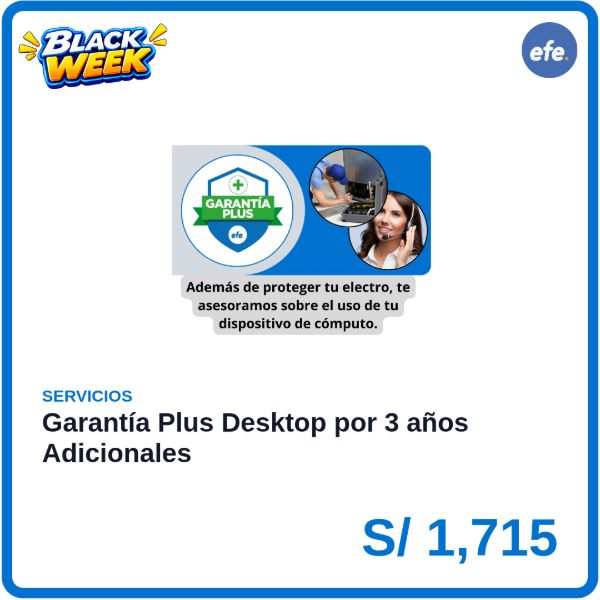 BLACK
WEEK
efe.
GARANTÍA
PLUS
efe.
Además de proteger tu electro, te
asesoramos sobre el uso de tu
dispositivo de cómputo.
SERVICIOS
Garantía Plus Desktop por 3 años
Adicionales
S/ 1,715